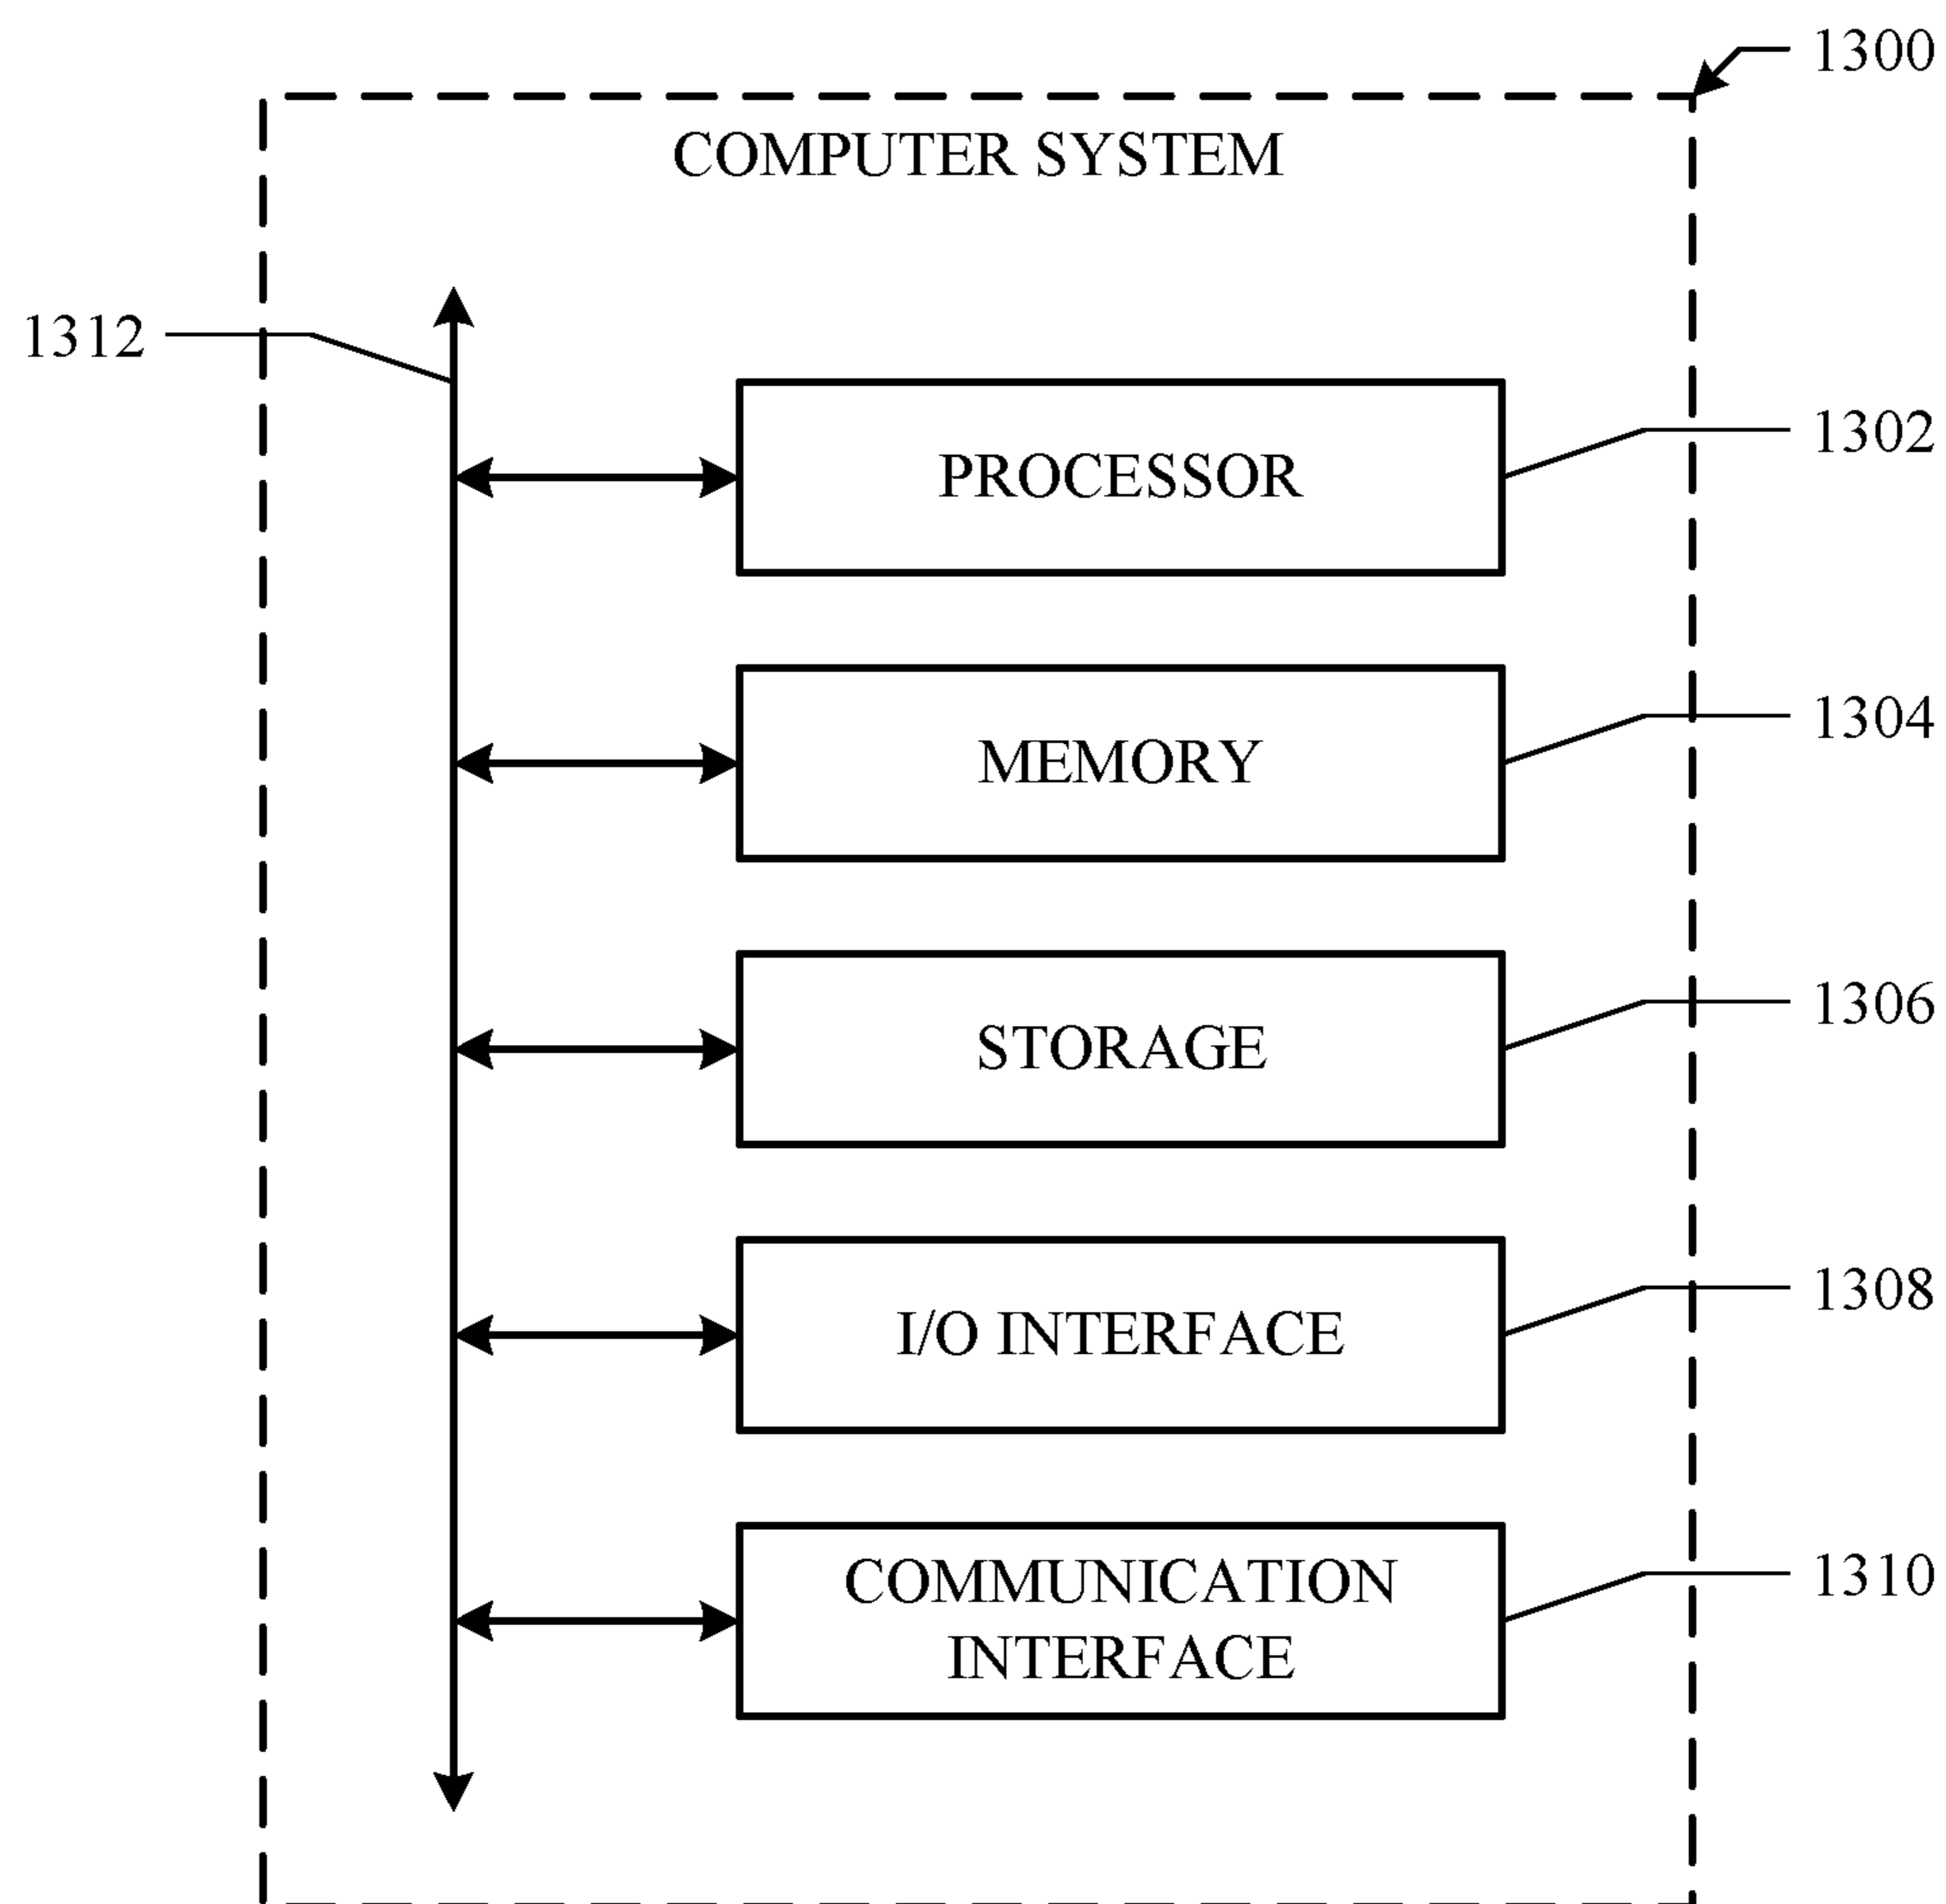 1300
COMPUTER SYSTEM
1312
PROCESSOR
1302
MEMORY
1304
STORAGE
1306
I/O INTERFACE
1308
COMMUNICATION
INTERFACE
1310